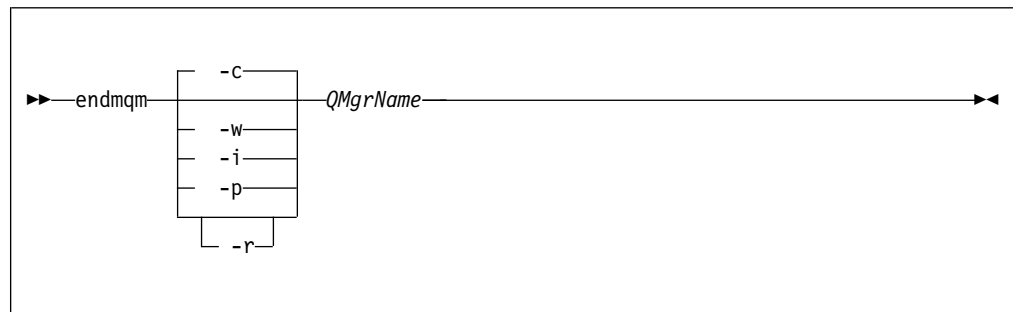 -c
►►—endmqm— QMgrName—►◄
-w
-i
-p
-r